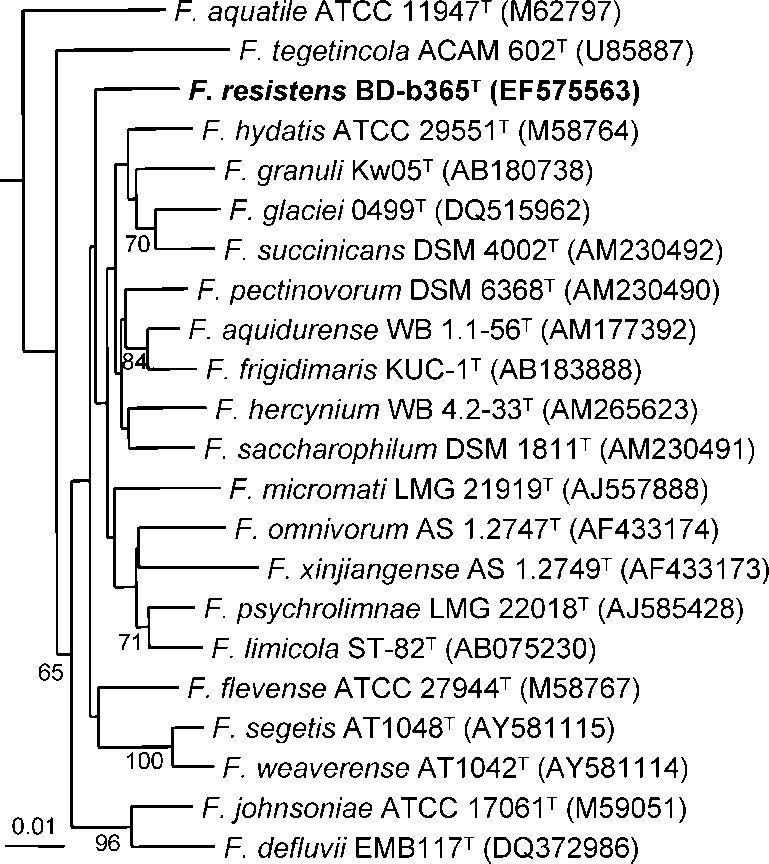 F. aquatile ATCC 11947ᵀ (M62797)
F. tegetincola ACAM 602ᵀ (U85887)
F. resistens BD-b365ᵀ (EF575563)
F. hydatis ATCC 29551ᵀ (M58764)
F. granuli Kw05ᵀ (AB180738)
F. glaciei 0499ᵀ (DQ515962)
70
F. succinicans DSM 4002ᵀ (AM230492)
F. pectinovorum DSM 6368ᵀ (AM230490)
F. aquidurense WB 1.1-56ᵀ (AM177392)
84
F. frigidimaris KUC-1ᵀ (AB183888)
F. hercynium WB 4.2-33ᵀ (AM265623)
F. saccharophilum DSM 1811ᵀ (AM230491)
F. micromati LMG 21919ᵀ (AJ557888)
F. omnivorum AS 1.2747ᵀ (AF433174)
F. xinjiangense AS 1.2749ᵀ (AF433173)
F. psychrolimnae LMG 22018ᵀ (AJ585428)
71
F. limicola ST-82ᵀ (AB075230)
65
F. flevense ATCC 27944ᵀ (M58767)
F. segetis AT1048ᵀ (AY581115)
100
F. weaverense AT1042ᵀ (AY581114)
F. johnsoniae ATCC 17061ᵀ (M59051)
0.01
96
F. defluvii EMB117ᵀ (DQ372986)